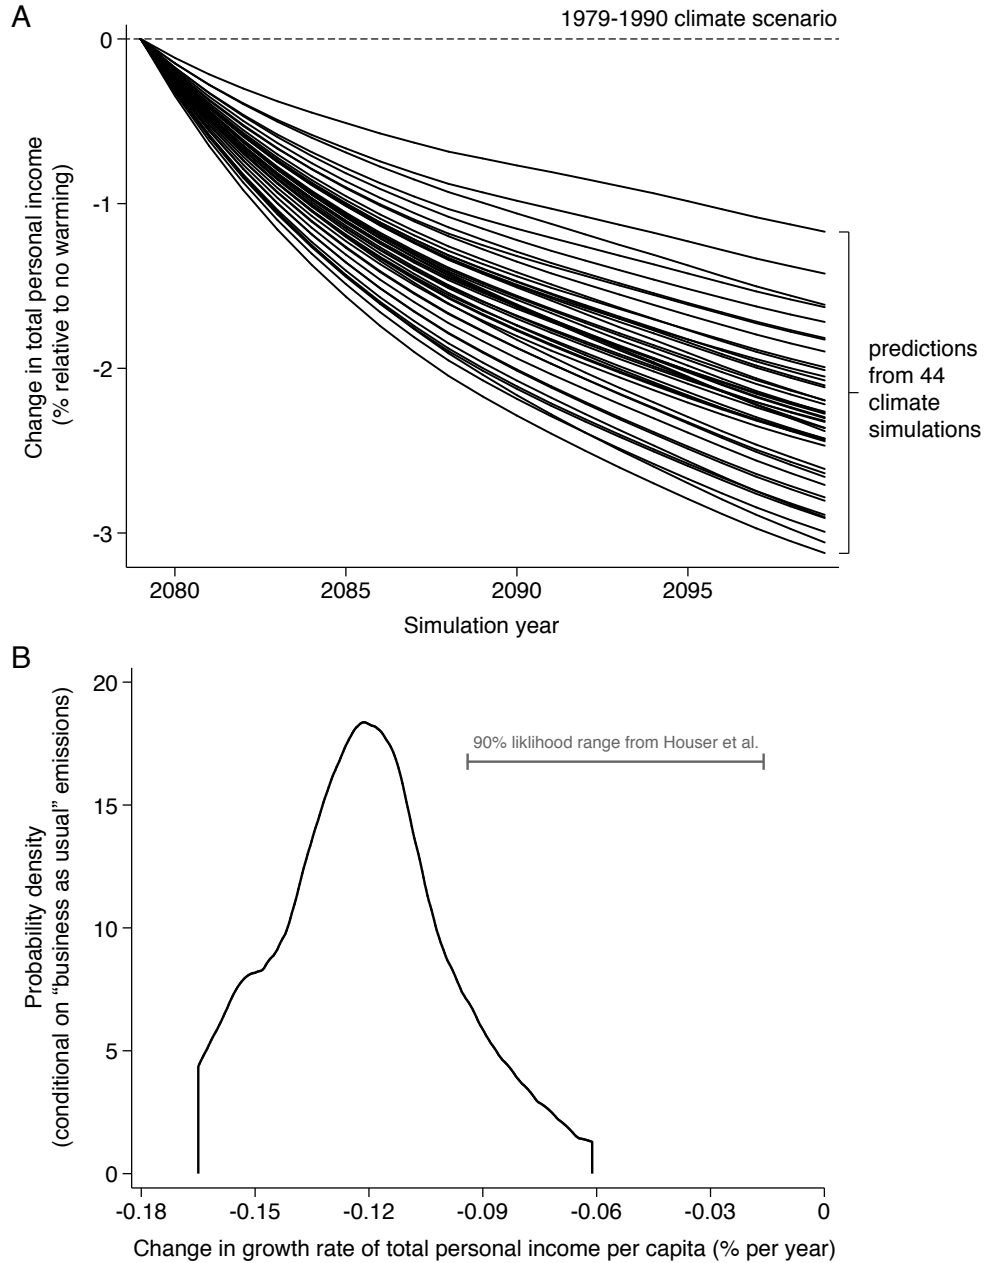 A
1979-1990 climate scenario
0
-1
-2
-3
Change in total personal income
(% relative to no warming)
predictions
from 44
climate
simulations
2080
2085
2090
2095
Simulation year
B
20
15
10
5
0
Probability density
(conditional on “business as usual” emissions)
90% liklihood range from Houser et al.
-0.18
-0.15
-0.12
-0.09
-0.06
-0.03
0
Change in growth rate of total personal income per capita (% per year)